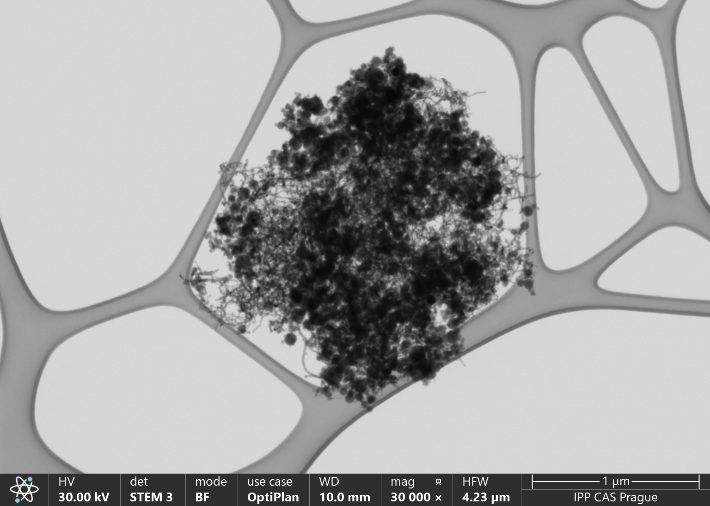 HV det mode use case WD mag HFW 1 μm
30.00 kV STEM 3 BF OptiPlan 10.0 mm 30 000 × 4.23 μm IPP CAS Prague